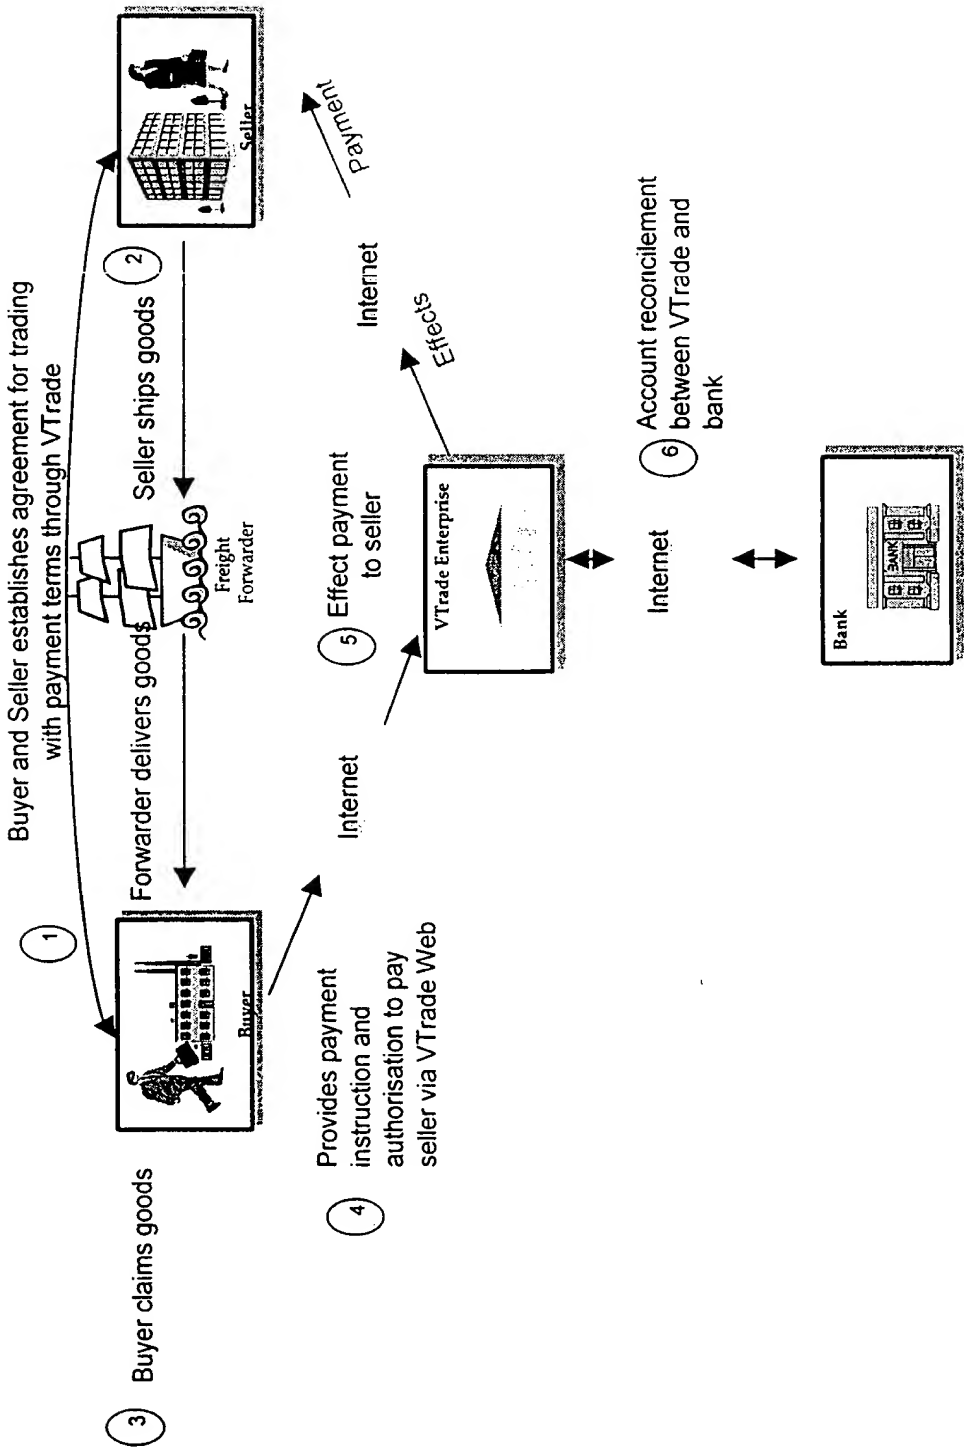 Buyer and Seller establishes agreement for trading
with payment terms through VTrade
1
2
Seller
Seller ships goods
Freight
Forwarder
Forwarder delivers goods
Buyer
3
Buyer claims goods
4
Provides payment
instruction and
authorisation to pay
seller via VTrade Web
Internet
5
Effect payment
to seller
VTrade Enterprise
Effects
Internet
Payment
Internet
6
Account reconcilement
between VTrade and
bank
Bank
BANK